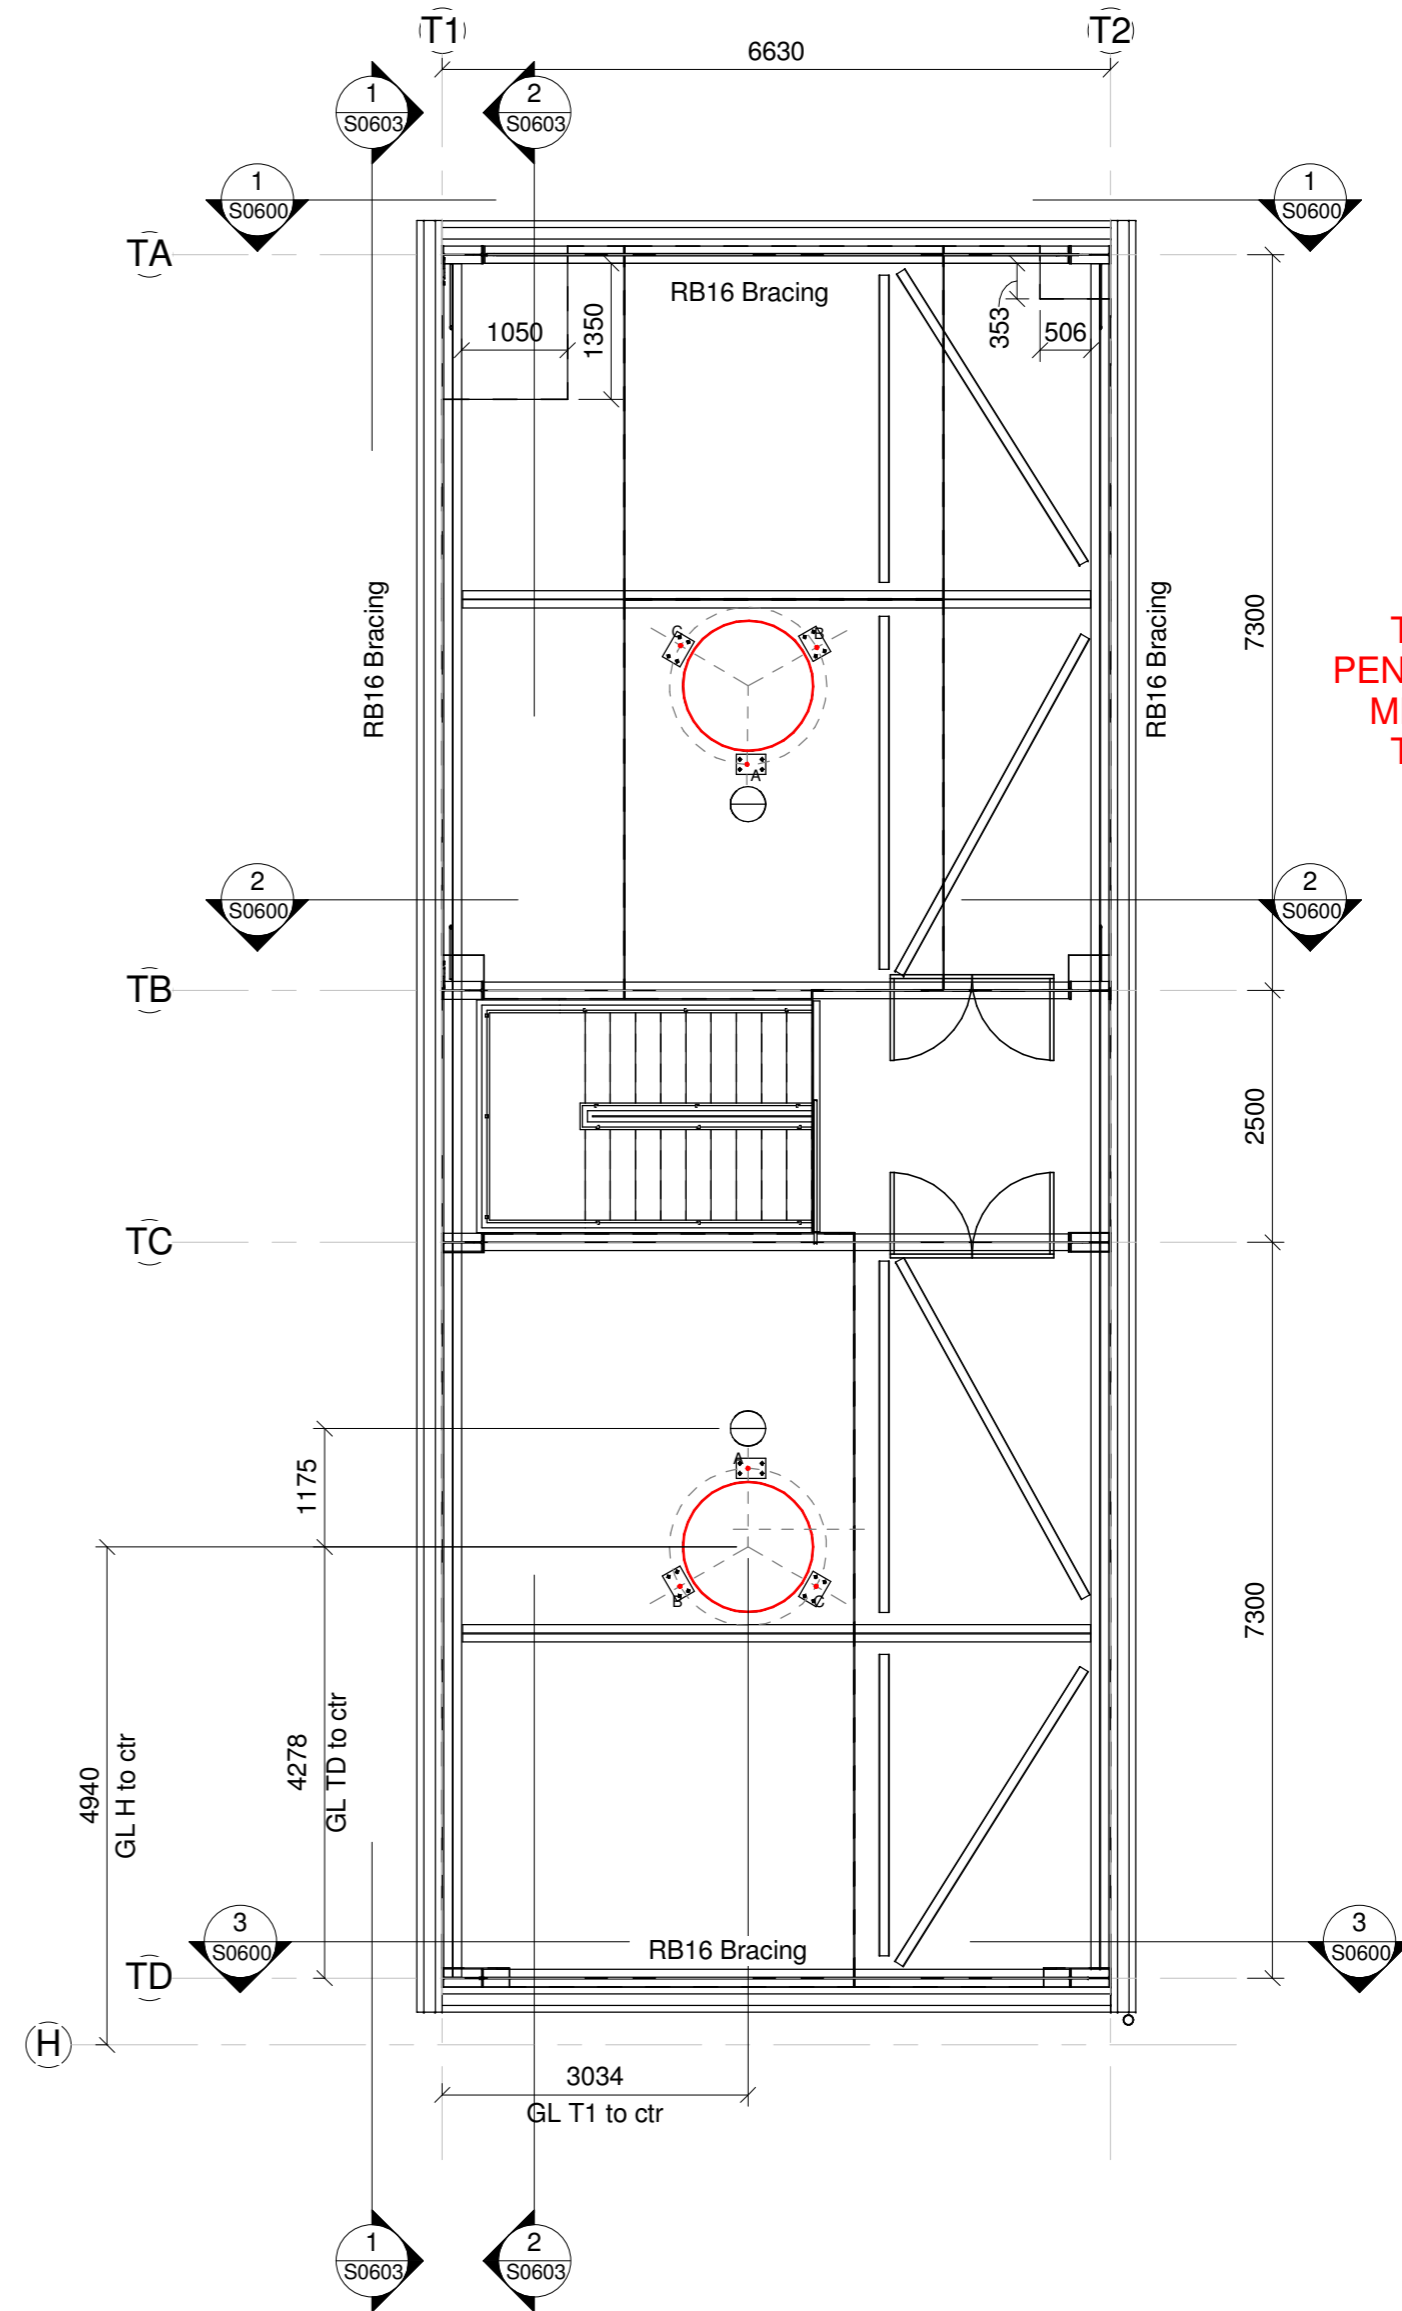 T1
T2
6630
1
S0603
2
S0603
1
S0600
1
S0600
TA
RB16 Bracing
1050
1350
353
506
RB16 Bracing
RB16 Bracing
7300
C
B
A
T
PEN
M
T
2
S0600
2
S0600
TB
2500
TC
1175
A
B
C
7300
4940
GL H to ctr
4278
GL TD to ctr
3
S0600
RB16 Bracing
3
S0600
TD
H
3034
GL T1 to ctr
1
S0603
2
S0603